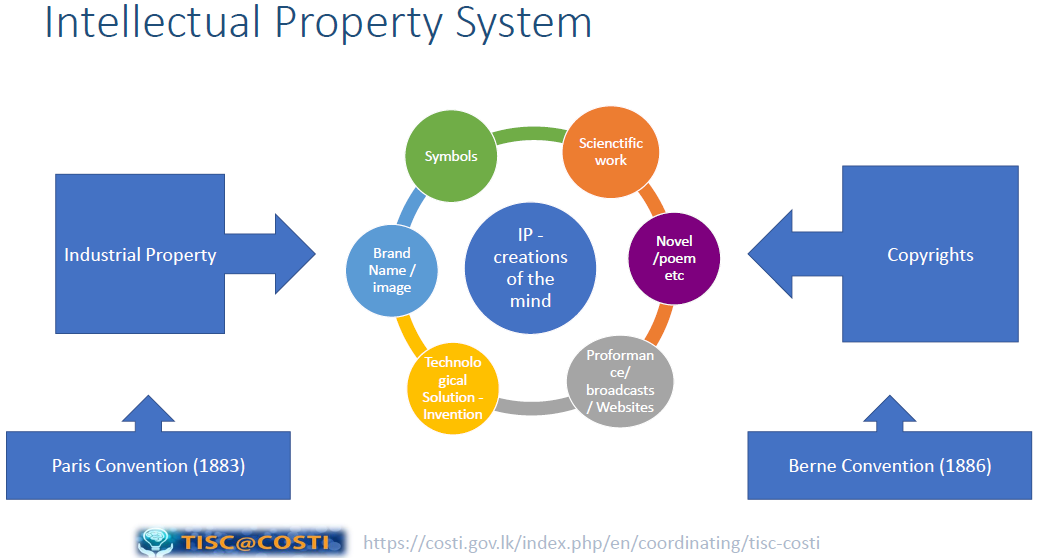 Intellectual Property System
Symbols
Scienctific
work
Industrial Property
Brand
Name /
image
IP -
creations
of the
mind
Novel
/poem
etc
Copyrights
Technolo
gical
Solution -
Invention
Proforman
ce/
broadcasts
/ Websites
Paris Convention (1883)
Berne Convention (1886)
TISC@COSTI
https://costi.gov.lk/index.php/en/coordinating/tisc-costi